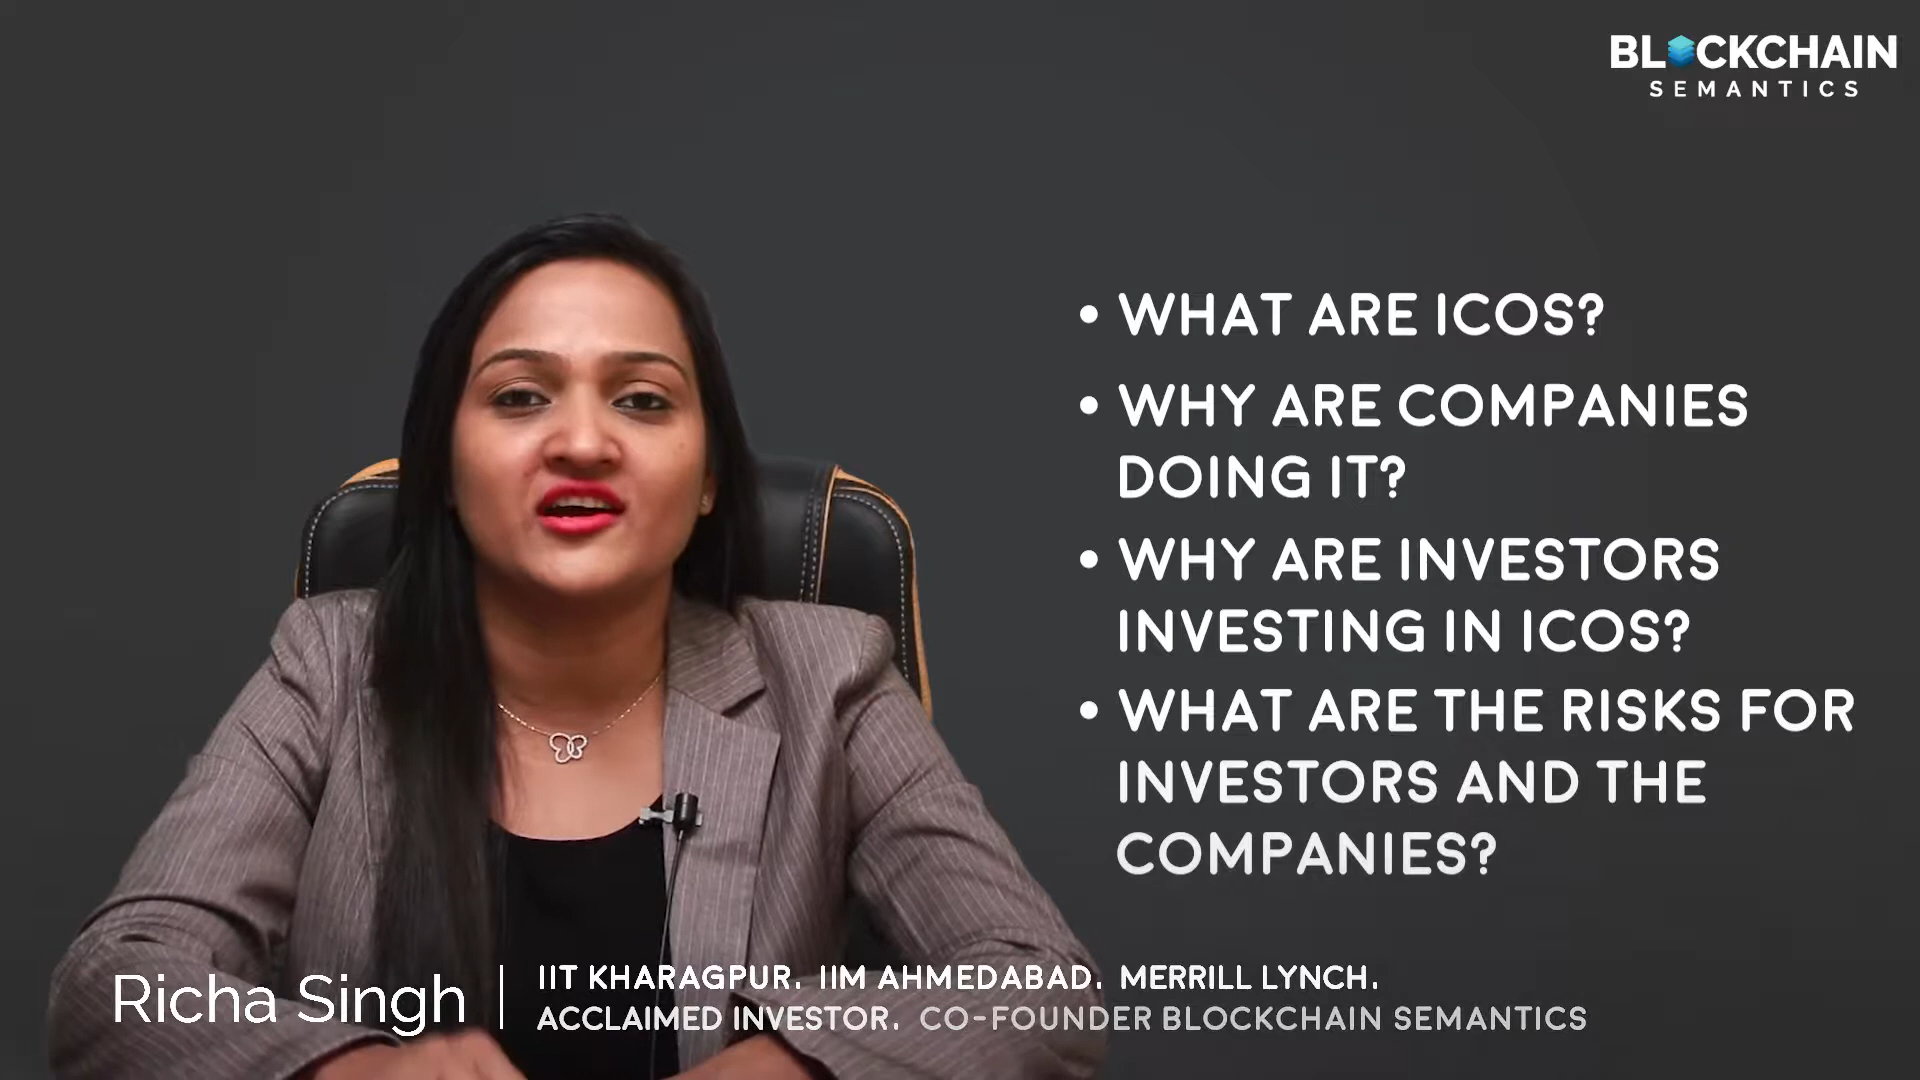 BLOCKCHAIN
SEMANTICS
• WHAT ARE ICOS?
• WHY ARE COMPANIES
DOING IT?
• WHY ARE INVESTORS
INVESTING IN ICOS?
• WHAT ARE THE RISKS FOR
INVESTORS AND THE
COMPANIES?
Richa Singh
IIT KHARAGPUR. IIM AHMEDABAD. MERRILL LYNCH.
ACCLAIMED INVESTOR. CO-FOUNDER BLOCKCHAIN SEMANTICS